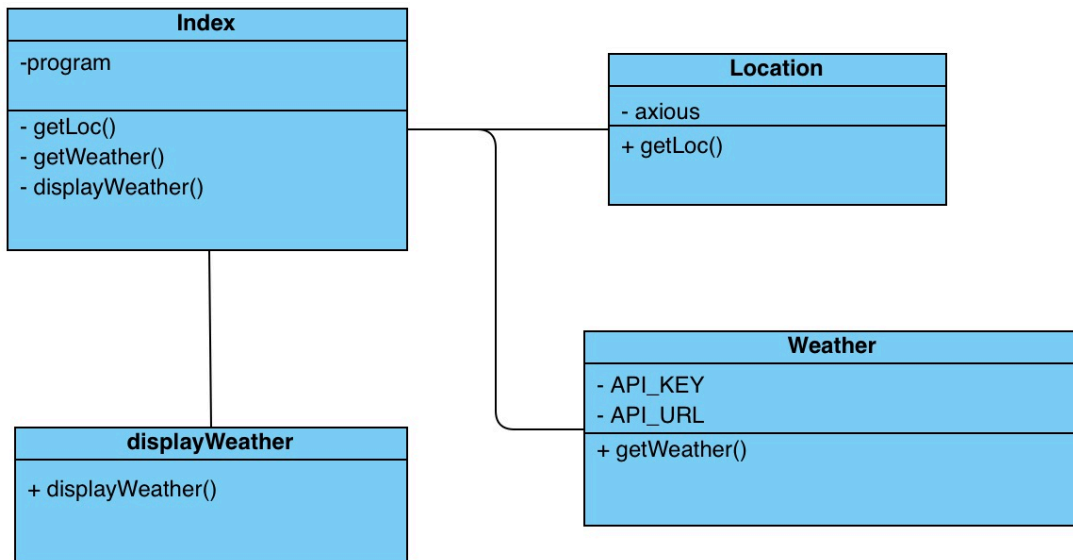 Index
-program
- getLoc()
- getWeather()
- displayWeather()
Location
- axious
+ getLoc()
Weather
- API_KEY
- API_URL
+ getWeather()
displayWeather
+ displayWeather()